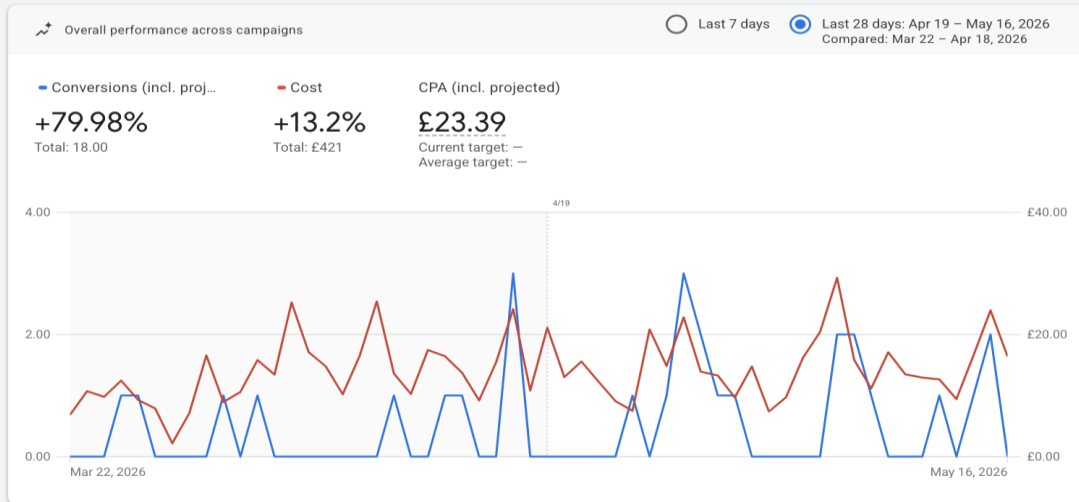 Overall performance across campaigns
Last 7 days
Last 28 days: Apr 19 – May 16, 2026
Compared: Mar 22 – Apr 18, 2026
Conversions (incl. proj…
+79.98%
Total: 18.00
Cost
+13.2%
Total: £421
CPA (incl. projected)
£23.39
Current target: —
Average target: —
4/19
4.00
£40.00
2.00
£20.00
0.00
£0.00
Mar 22, 2026
May 16, 2026